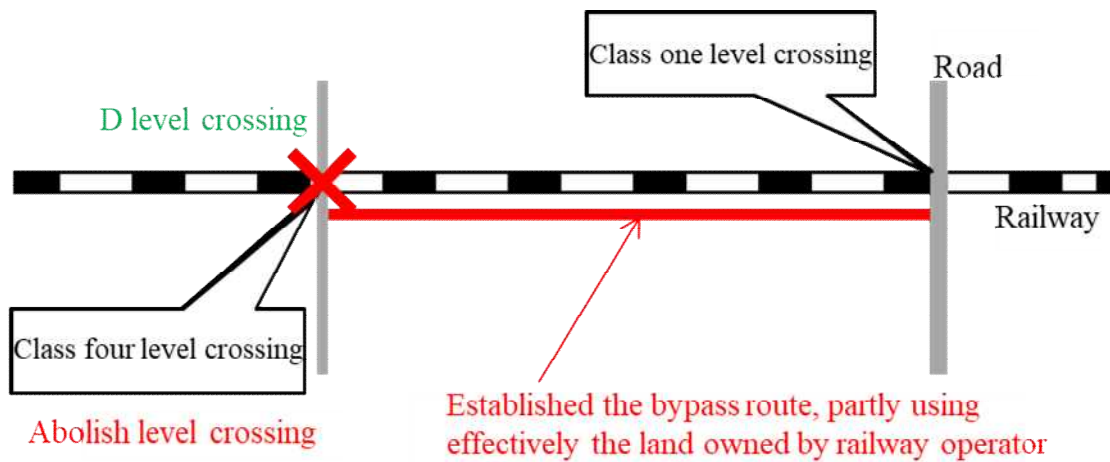 Class one level crossing
Road
D level crossing
Railway
Class four level crossing
Abolish level crossing
Established the bypass route, partly using
effectively the land owned by railway operator